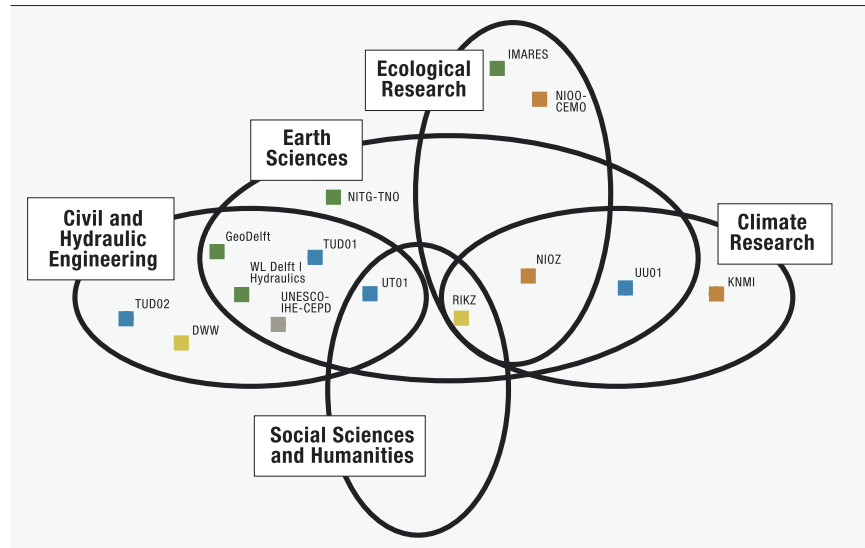 IMARES
Ecological
Research
NIOO-
CEMO
Earth
Sciences
NITG-TNO
Civil and
Hydraulic
Engineering
Climate
Research
GeoDelft
TUD01
NIOZ
WL Delft |
Hydraulics
UT01
UU01
KNMI
UNESCO-
IHE-CEPD
RIKZ
TUD02
DWW
Social Sciences
and Humanities